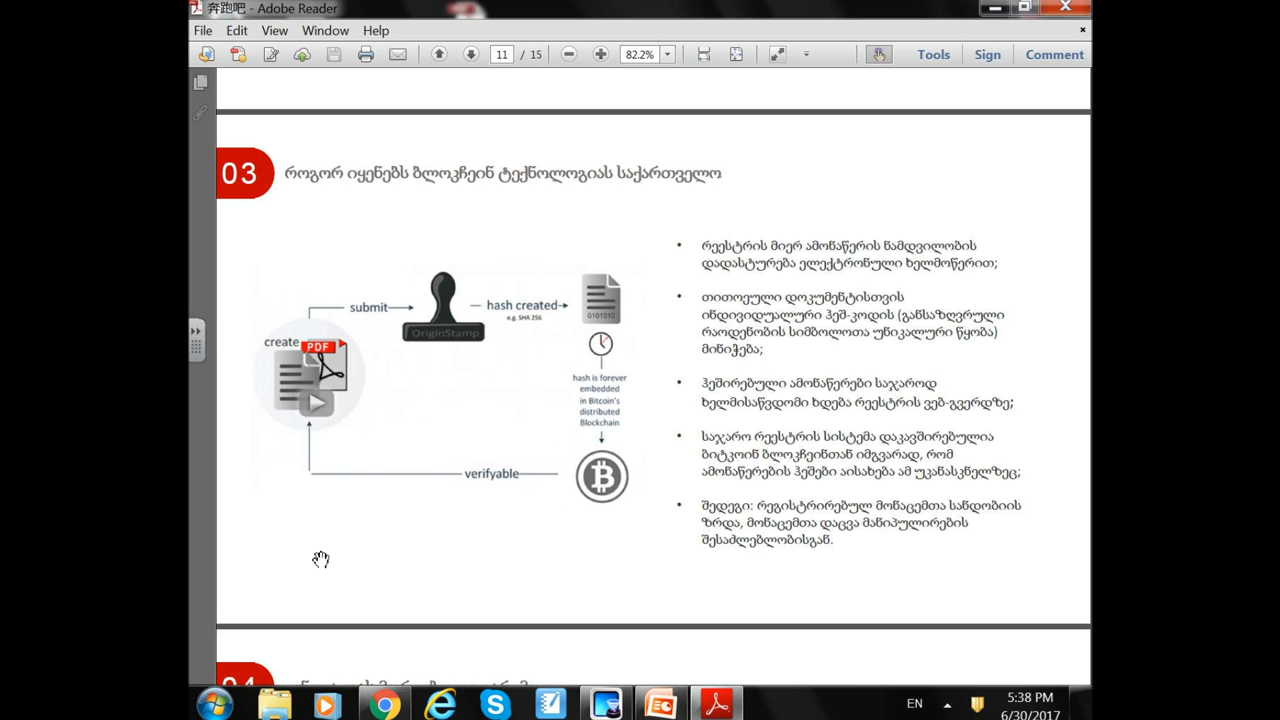 奔跑吧 - Adobe Reader
File Edit View Window Help
11 / 15 82.2% Tools Sign Comment
03 როგორ იყენებს ბლოკჩეინ ტექნოლოგიას საქართველო
submit
hash created
e.g. SHA 256
0101010
OriginStamp
create
PDF
hash is forever
embedded
in Bitcoin's
distributed
Blockchain
verifyable
• რეესტრის მიერ ამონაწერის ნამდვილობის
დადასტურება ელექტრონული ხელმოწერით;
• თითოეული დოკუმენტისთვის
ინდივიდუალური ჰეშ-კოდის (განსაზღვრული
რაოდენობის სიმბოლოთა უნიკალური წყობა)
მინიჭება;
• ჰეშირებული ამონაწერები საჯაროდ
ხელმისაწვდომი ხდება რეესტრის ვებ-გვერდზე;
• საჯარო რეესტრის სისტემა დაკავშირებულია
ბიტკოინ ბლოკჩეინთან იმგვარად, რომ
ამონაწერების ჰეშები აისახება ამ უკანასკნელზეც;
• შედეგი: რეგისტრირებულ მონაცემთა სანდობიის
ზრდა, მონაცემთა დაცვა მანიპულირების
შესაძლებლობისგან.
04
EN 5:38 PM
6/30/2017